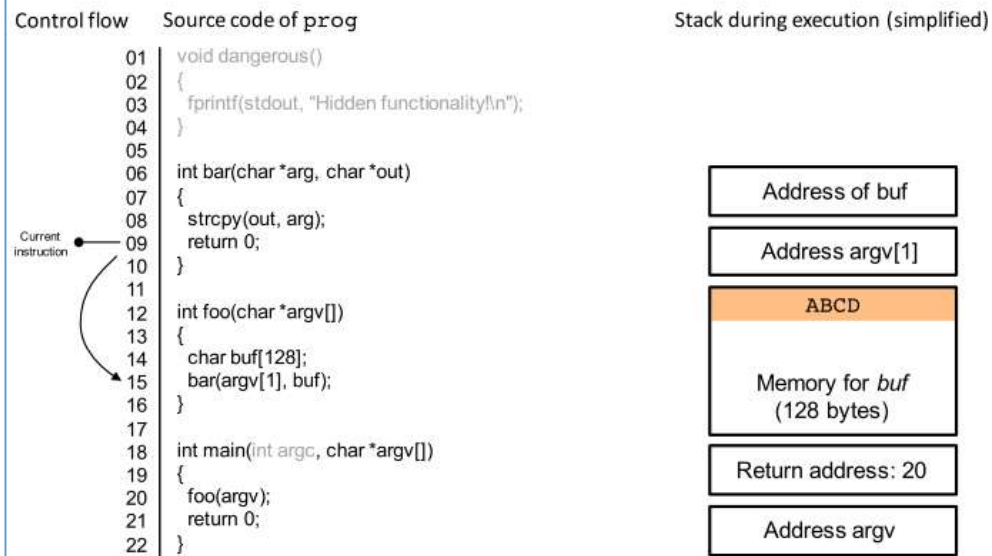 Control flow Source code of prog Stack during execution (simplified)
01 void dangerous()
02 {
03 fprintf(stdout, "Hidden functionality!\n");
04 }
05
06 int bar(char *arg, char *out)
07 {
08 strcpy(out, arg);
Current instruction 09 return 0;
10 }
11
12 int foo(char *argv[])
13 {
14 char buf[128];
15 bar(argv[1], buf);
16 }
17
18 int main(int argc, char *argv[])
19 {
20 foo(argv);
21 return 0;
22 }
Address of buf
Address argv[1]
ABCD
Memory for buf
(128 bytes)
Return address: 20
Address argv